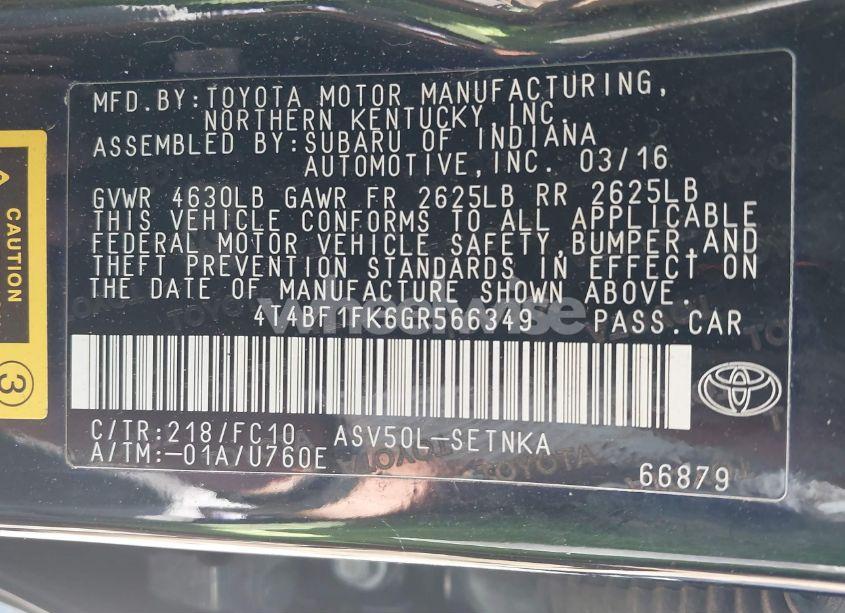 MFD.BY:TOYOTA MOTOR MANUFACTURING,
NORTHERN KENTUCKY,INC.
ASSEMBLED BY:SUBARU OF INDIANA
AUTOMOTIVE,INC. 03/16
GVWR 4630LB GAWR FR 2625LB RR 2625LB
THIS VEHICLE CONFORMS TO ALL APPLICABLE
FEDERAL MOTOR VEHICLE SAFETY,BUMPER,AND
THEFT PREVENTION STANDARDS IN EFFECT ON
THE DATE OF MANUFACTURE SHOWN ABOVE.
4T4BF1FK6GR566349 PASS.CAR
C/TR:218/FC10 ASV50L-SETNKA
A/TM:-01A/U760E
66879
CAUTION
3